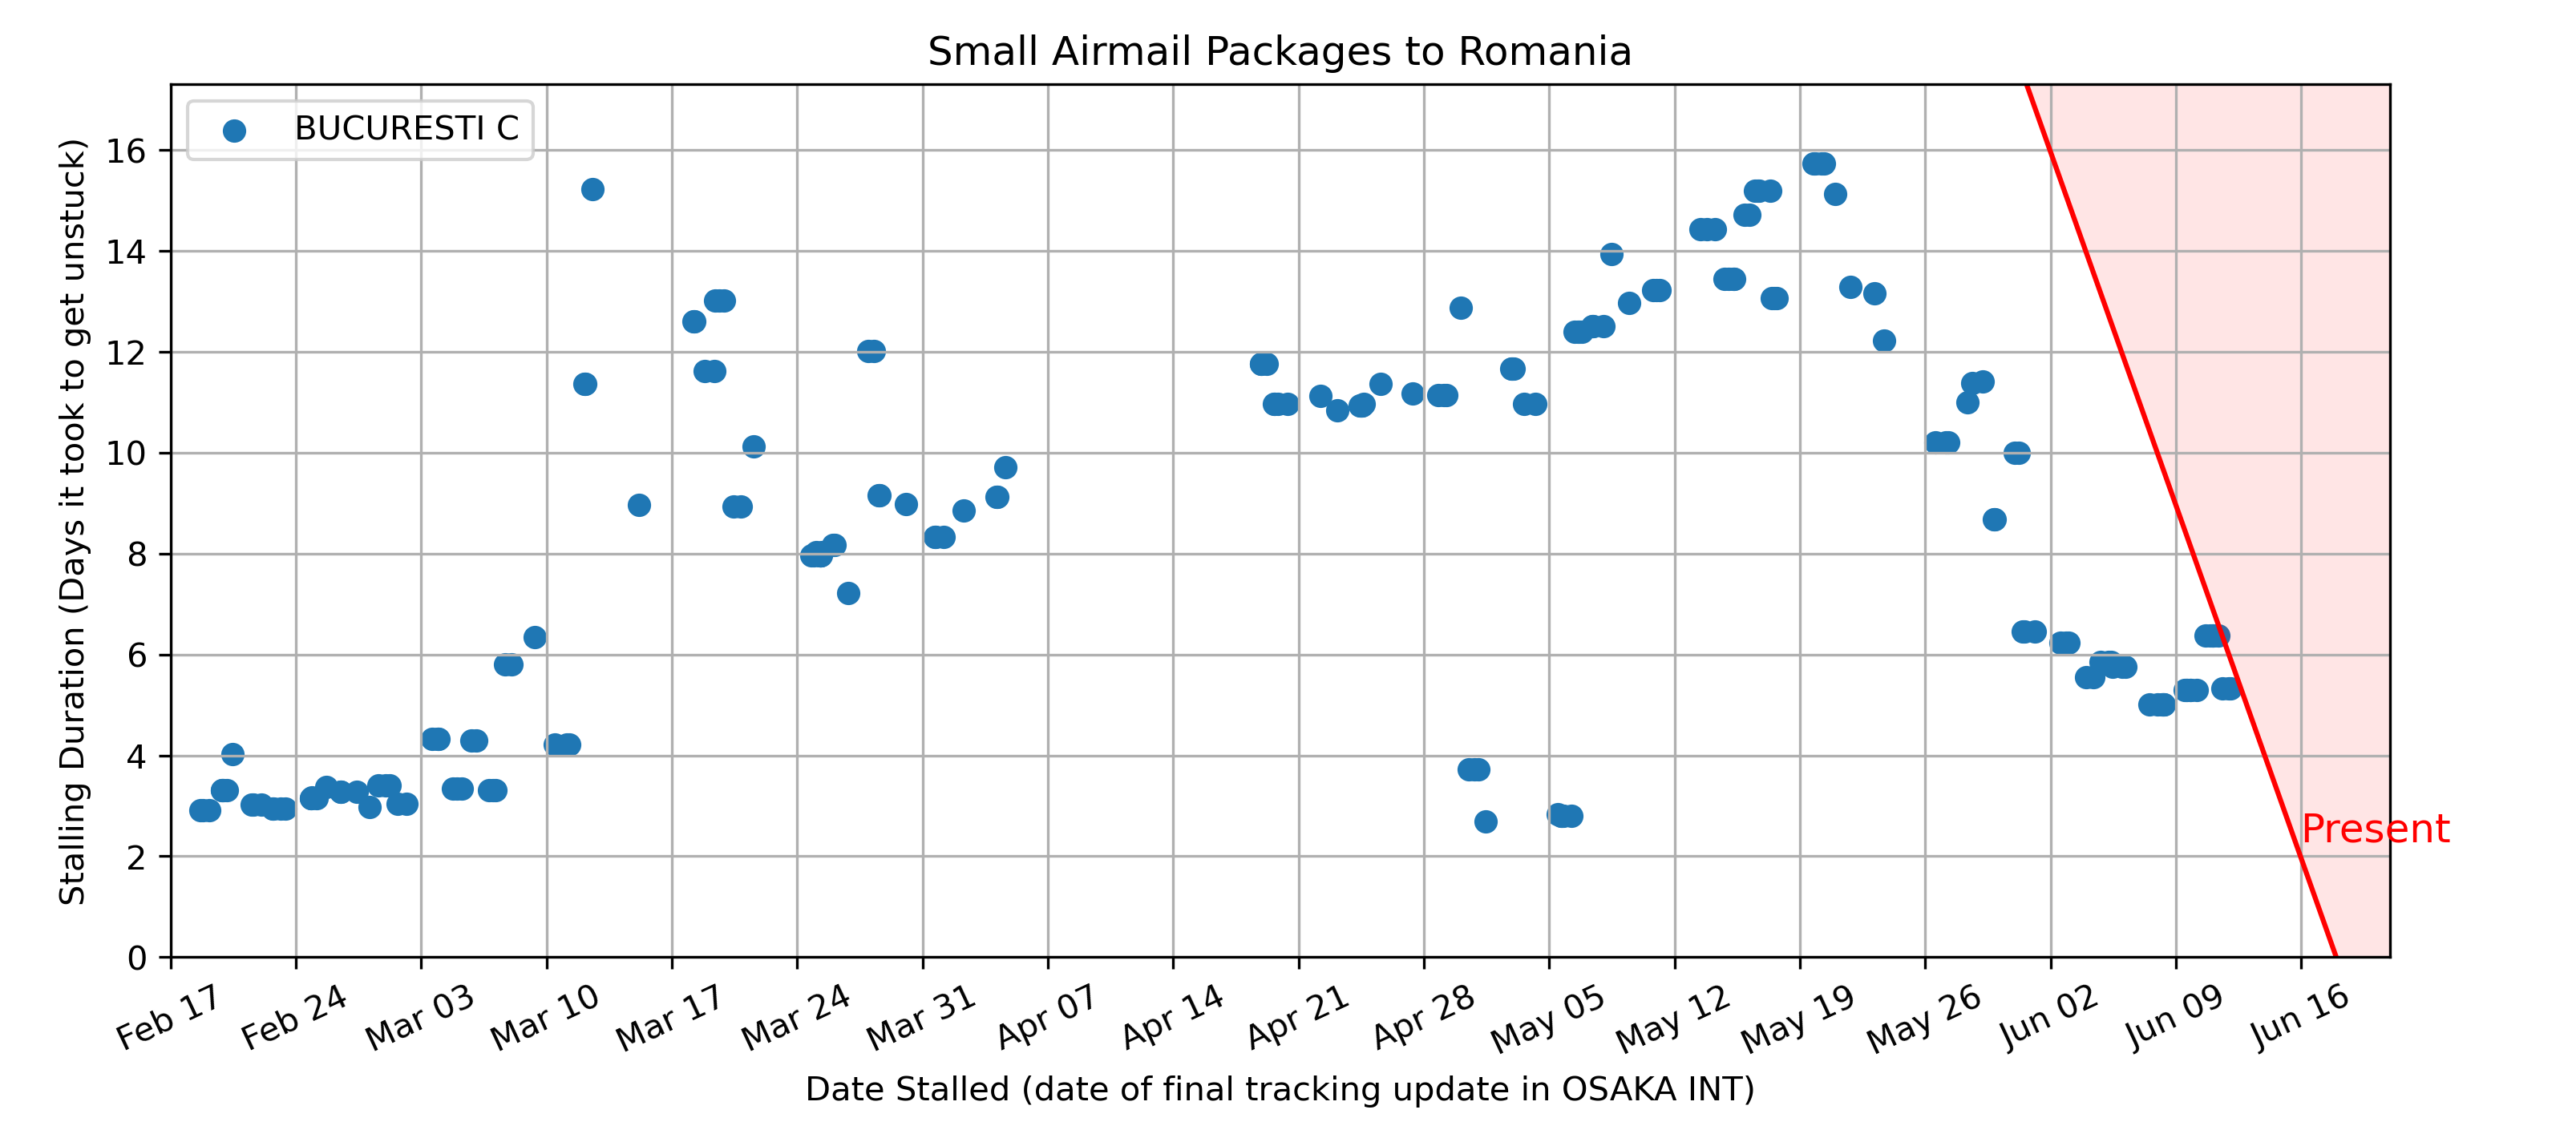 Small Airmail Packages to Romania
BUCURESTI C
Stalling Duration (Days it took to get unstuck)
16
14
12
10
8
6
4
2
0
Present
Feb 17
Feb 24
Mar 03
Mar 10
Mar 17
Mar 24
Mar 31
Apr 07
Apr 14
Apr 21
Apr 28
May 05
May 12
May 19
May 26
Jun 02
Jun 09
Jun 16
Date Stalled (date of final tracking update in OSAKA INT)